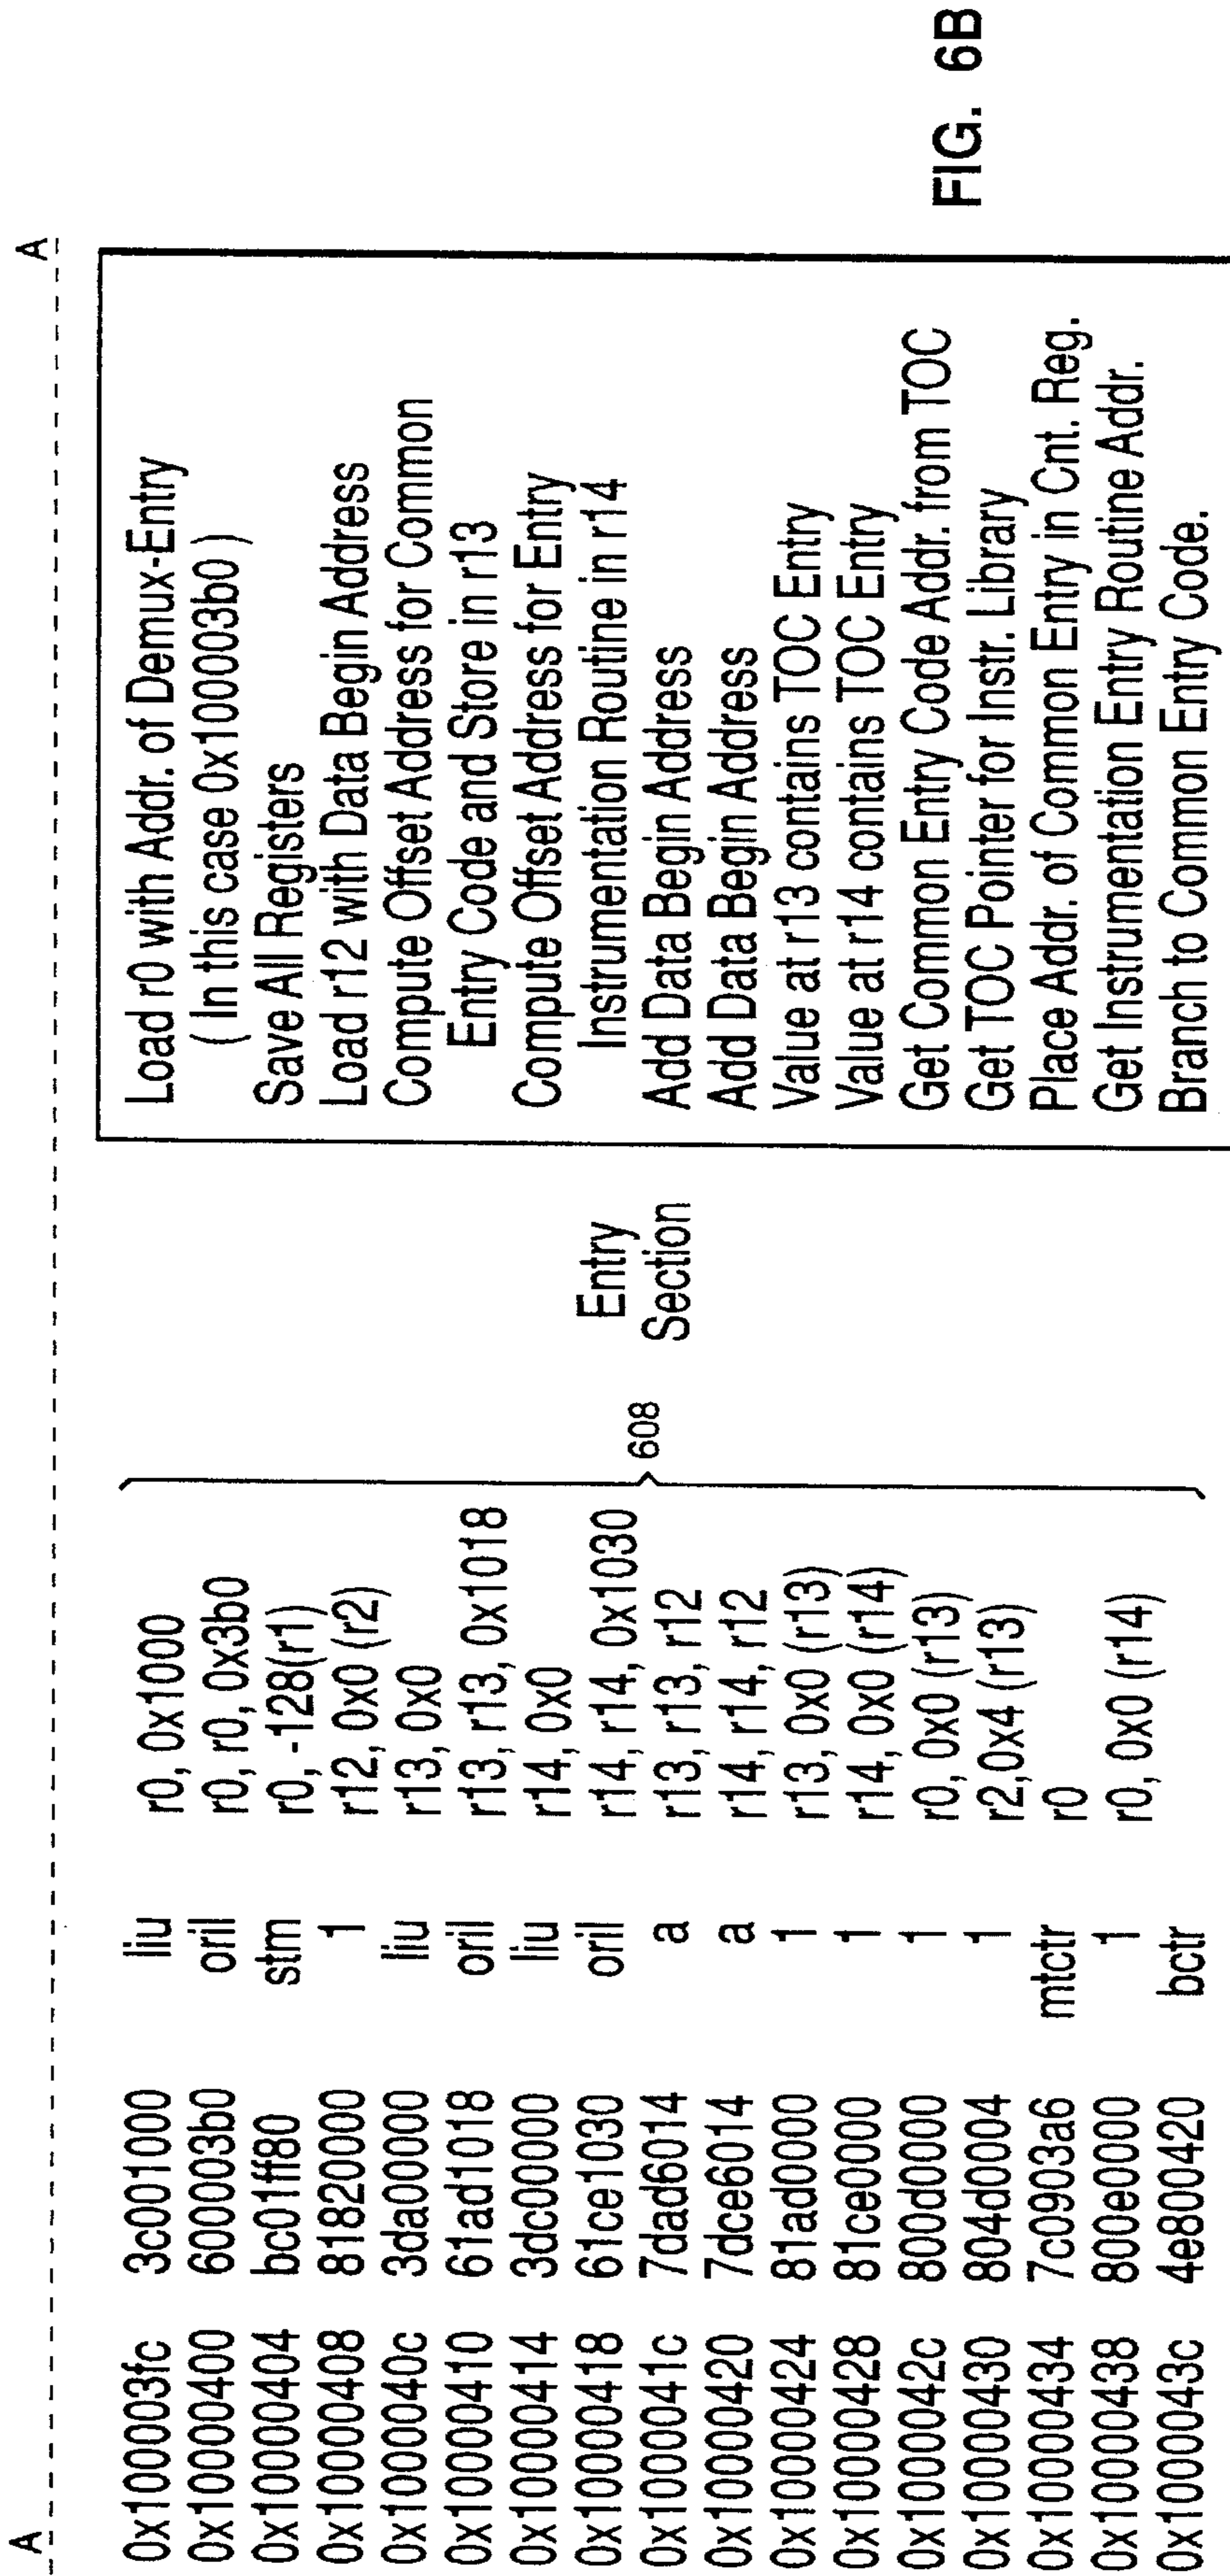 A A
0x100003fc 3c001000 liu r0, 0x1000 Load r0 with Addr. of Demux-Entry
0x10000400 600003b0 oril r0, r0, 0x3b0 ( In this case 0x100003b0 )
0x10000404 bc01ff80 stm r0, -128(r1) Save All Registers
0x10000408 81820000 1 r12, 0x0 (r2) Load r12 with Data Begin Address
0x1000040c 3da00000 liu r13, 0x0 Compute Offset Address for Common
0x10000410 61ad1018 oril r13, r13, 0x1018 Entry Code and Store in r13
0x10000414 3dc00000 liu r14, 0x0 Compute Offset Address for Entry
0x10000418 61ce1030 oril r14, r14, 0x1030 Instrumentation Routine in r14
0x1000041c 7dad6014 a r13, r13, r12 Add Data Begin Address
0x10000420 7dce6014 a r14, r14, r12 Add Data Begin Address
0x10000424 81ad0000 1 r13, 0x0 (r13) Value at r13 contains TOC Entry
0x10000428 81ce0000 1 r14, 0x0 (r14) Value at r14 contains TOC Entry
0x1000042c 800d0000 1 r0, 0x0 (r13) Get Common Entry Code Addr. from TOC
0x10000430 804d0004 1 r2,0x4 (r13) Get TOC Pointer for Instr. Library
0x10000434 7c0903a6 mtctr r0 Place Addr. of Common Entry in Cnt. Reg.
0x10000438 800e0000 1 r0, 0x0 (r14) Get Instrumentation Entry Routine Addr.
0x1000043c 4e800420 bctr Branch to Common Entry Code.
608
Entry
Section
FIG. 6B